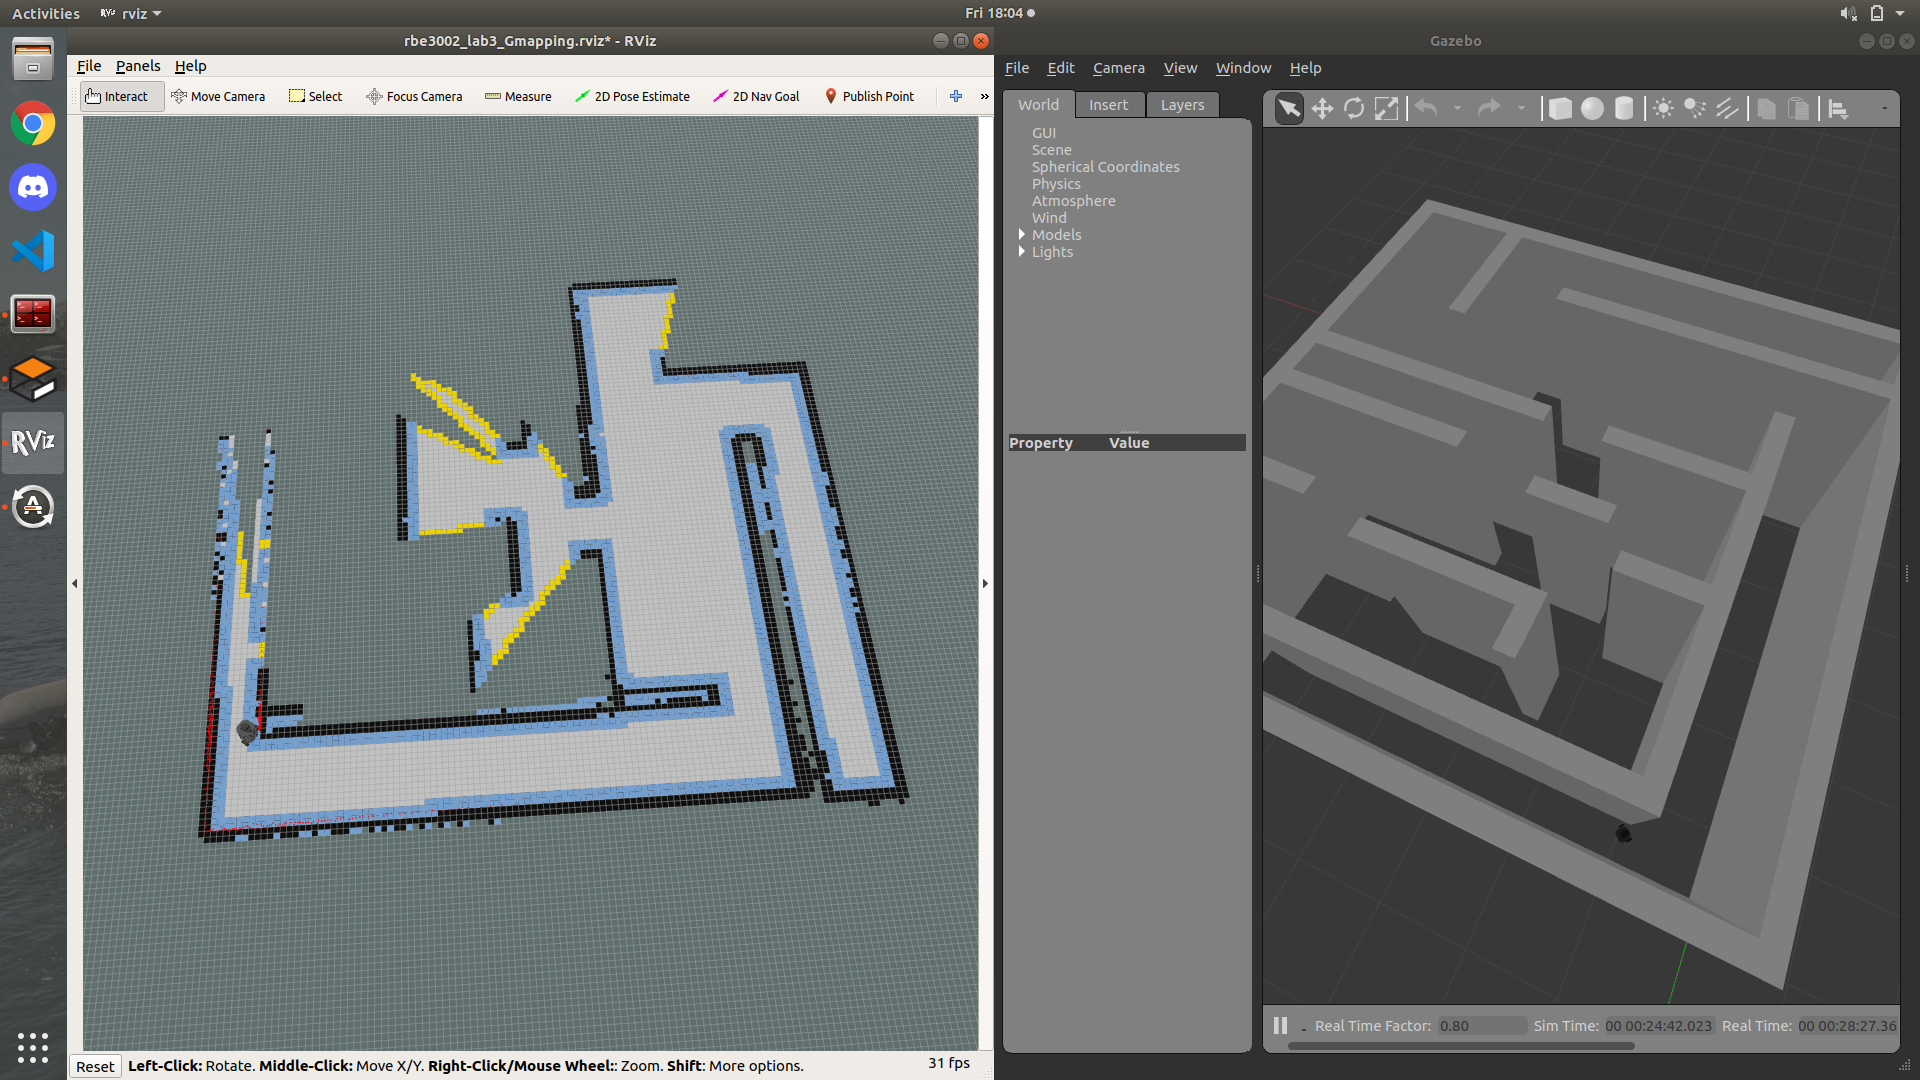 Activities
RViz rviz
Fri 18:04
rbe3002_lab3_Gmapping.rviz* - RViz
File Panels Help
Interact Move Camera Select Focus Camera Measure 2D Pose Estimate 2D Nav Goal Publish Point »
RViz
A
Reset Left-Click: Rotate. Middle-Click: Move X/Y. Right-Click/Mouse Wheel:: Zoom. Shift: More options. 31 fps
Gazebo
File Edit Camera View Window Help
World Insert Layers
GUI
Scene
Spherical Coordinates
Physics
Atmosphere
Wind
Models
Lights
Property Value
Real Time Factor: 0.80 Sim Time: 00 00:24:42.023 Real Time: 00 00:28:27.36